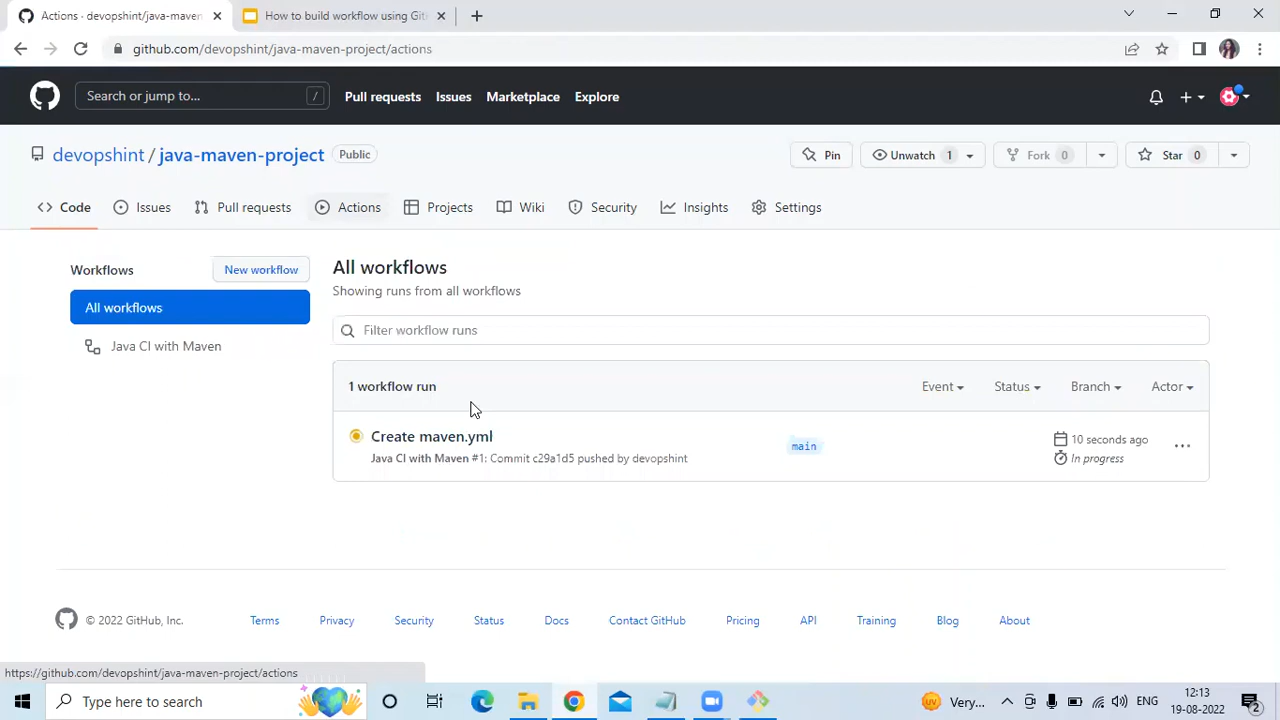 Actions · devopshint/java-maven
How to build workflow using Git
github.com/devopshint/java-maven-project/actions
Search or jump to...
/
Pull requests
Issues
Marketplace
Explore
devopshint / java-maven-project
Public
Pin
Unwatch 1
Fork 0
Star 0
Code
Issues
Pull requests
Actions
Projects
Wiki
Security
Insights
Settings
Workflows
New workflow
All workflows
Java CI with Maven
All workflows
Showing runs from all workflows
Filter workflow runs
1 workflow run
Event
Status
Branch
Actor
Create maven.yml
Java CI with Maven #1: Commit c29a1d5 pushed by devopshint
main
10 seconds ago
In progress
© 2022 GitHub, Inc.
Terms
Privacy
Security
Status
Docs
Contact GitHub
Pricing
API
Training
Blog
About
https://github.com/devopshint/java-maven-project/actions
Type here to search
UV
Very...
ENG
12:13
19-08-2022
2